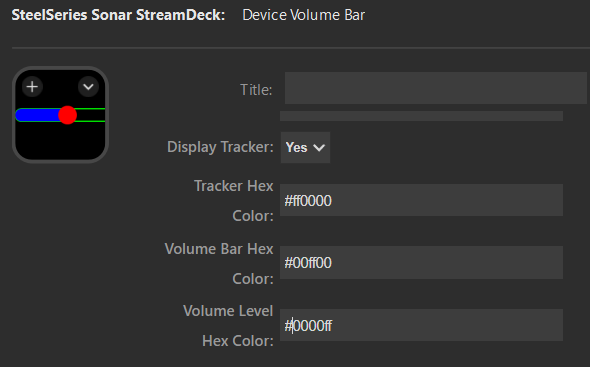 SteelSeries Sonar StreamDeck: Device Volume Bar
Title:
Display Tracker: Yes
Tracker Hex
Color: #ff0000
Volume Bar Hex
Color: #00ff00
Volume Level
Hex Color: #0000ff